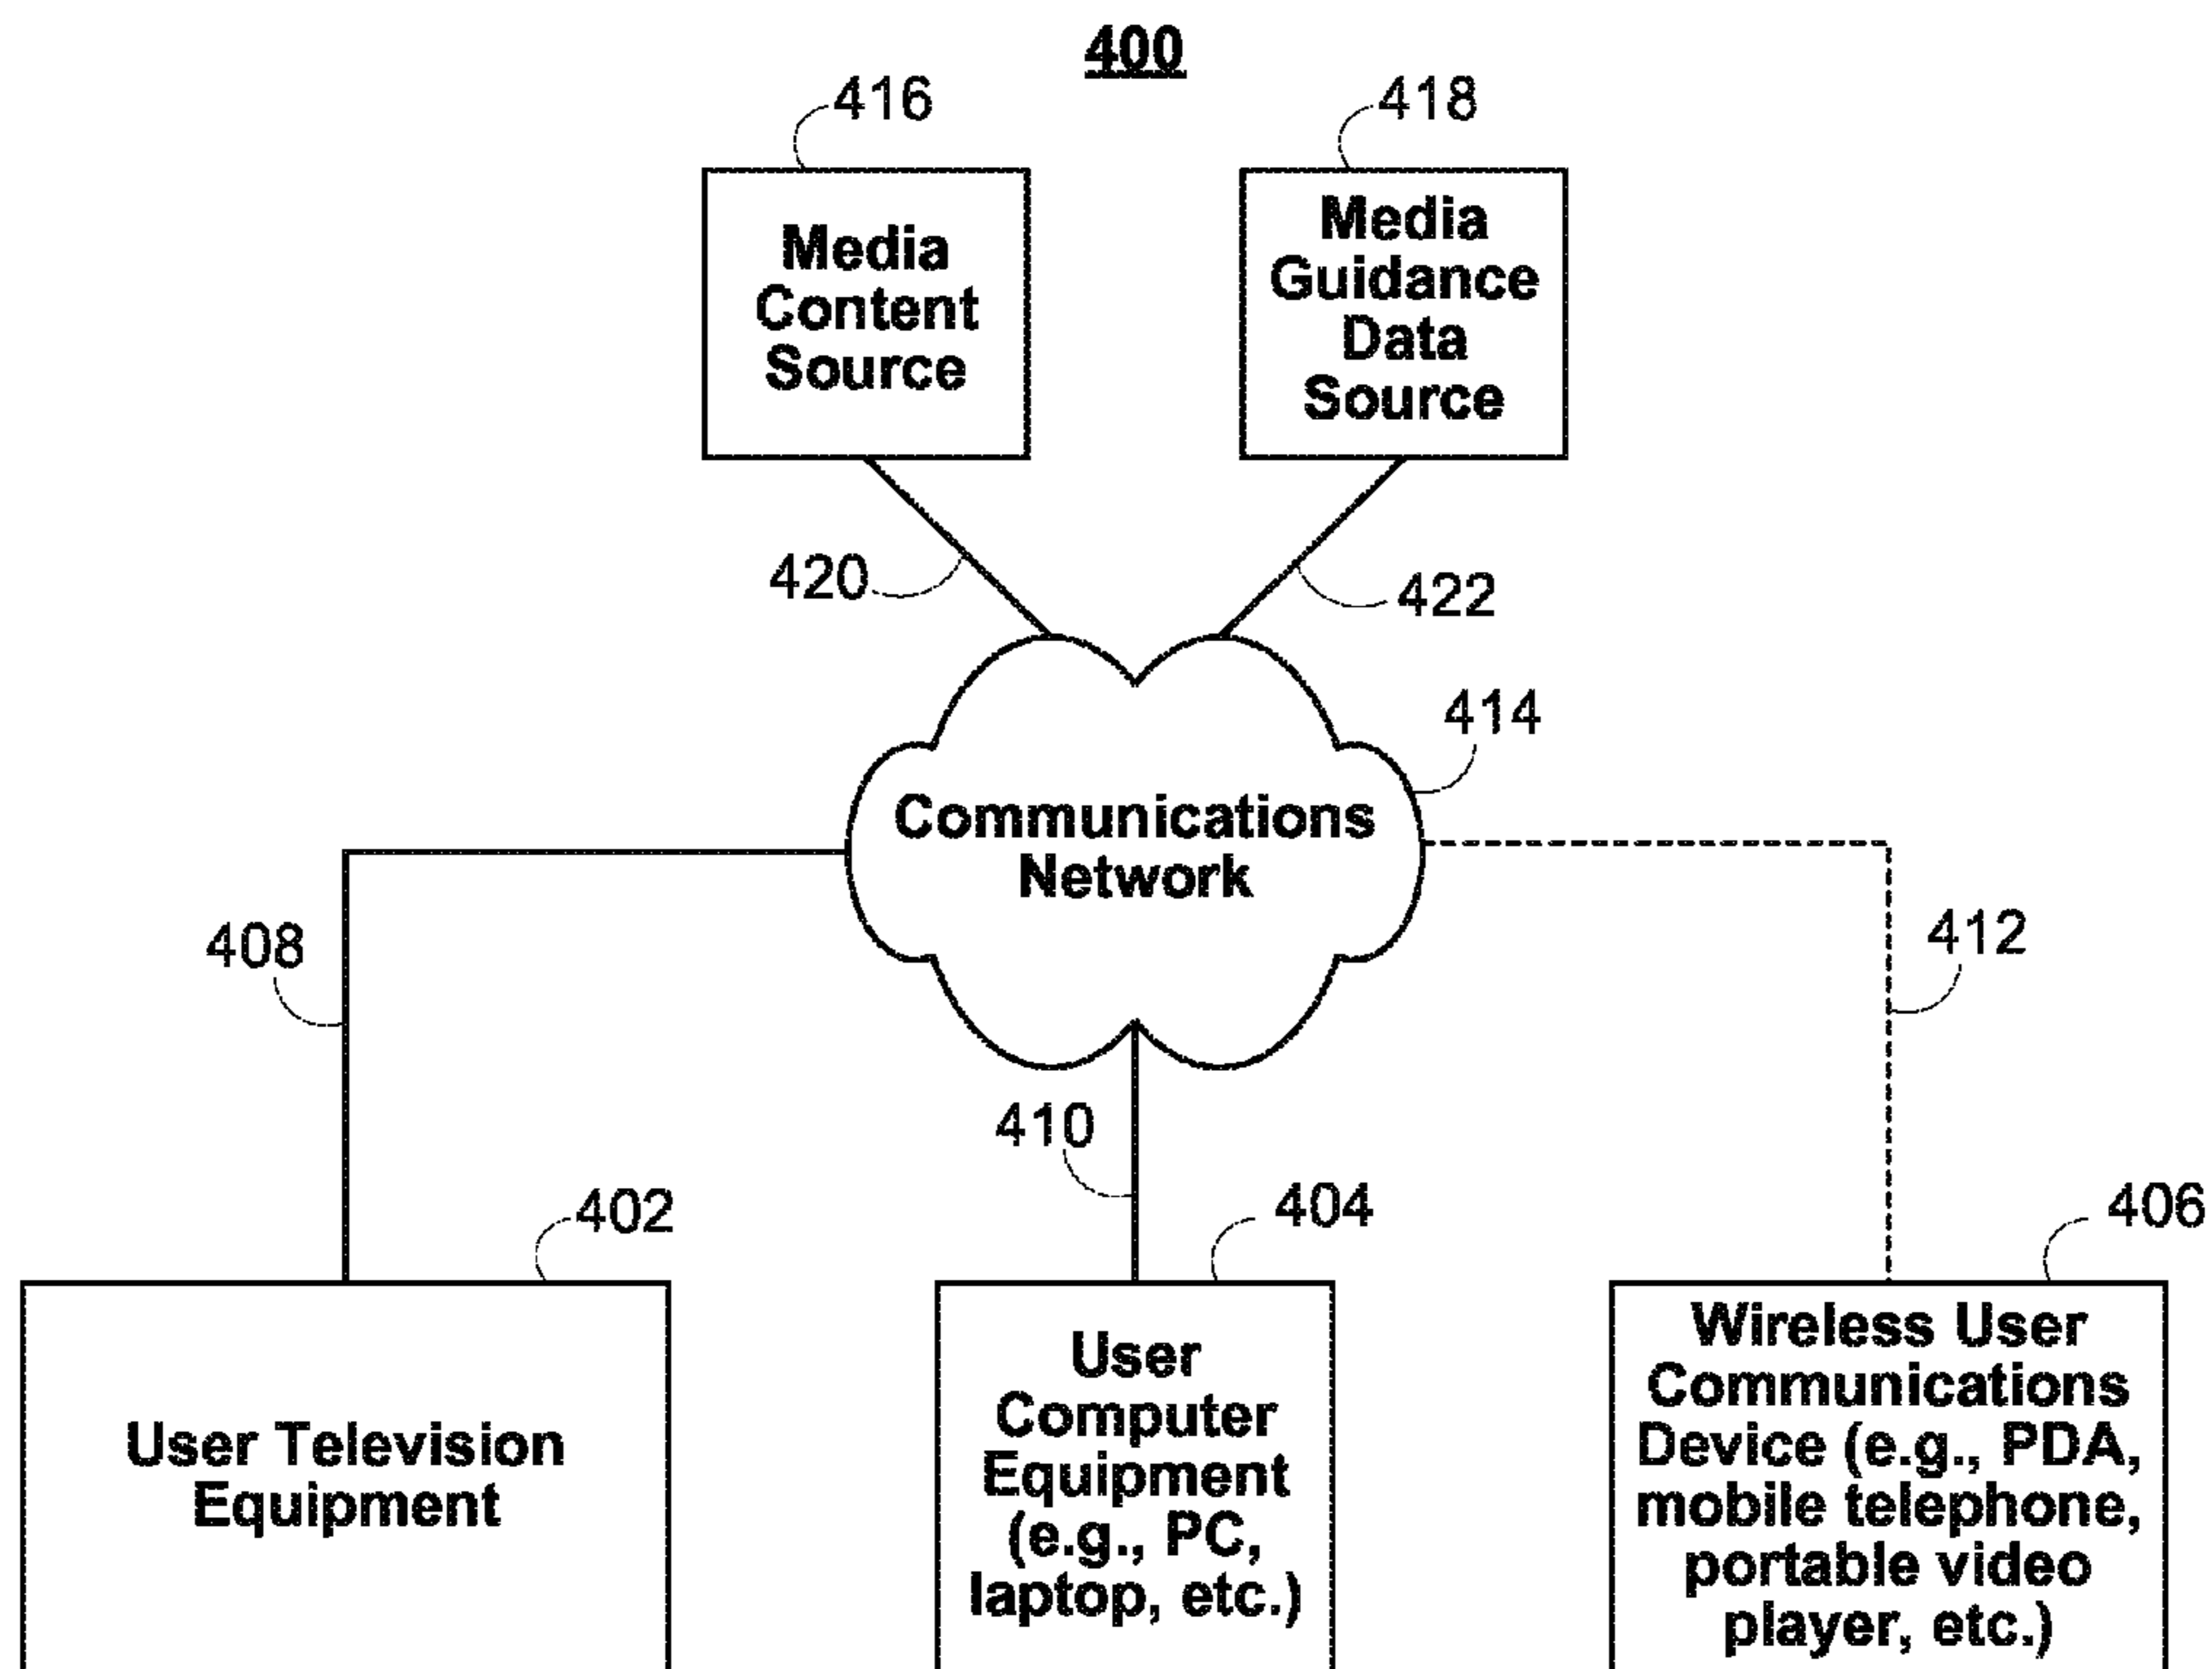 400
416
418
Media
Content
Source
Media
Guidance
Data
Source
420
422
414
Communications
Network
408
412
410
402
404
406
User Television
Equipment
User
Computer
Equipment
(e.g., PC,
laptop, etc.)
Wireless User
Communications
Device (e.g., PDA,
mobile telephone,
portable video
player, etc.)